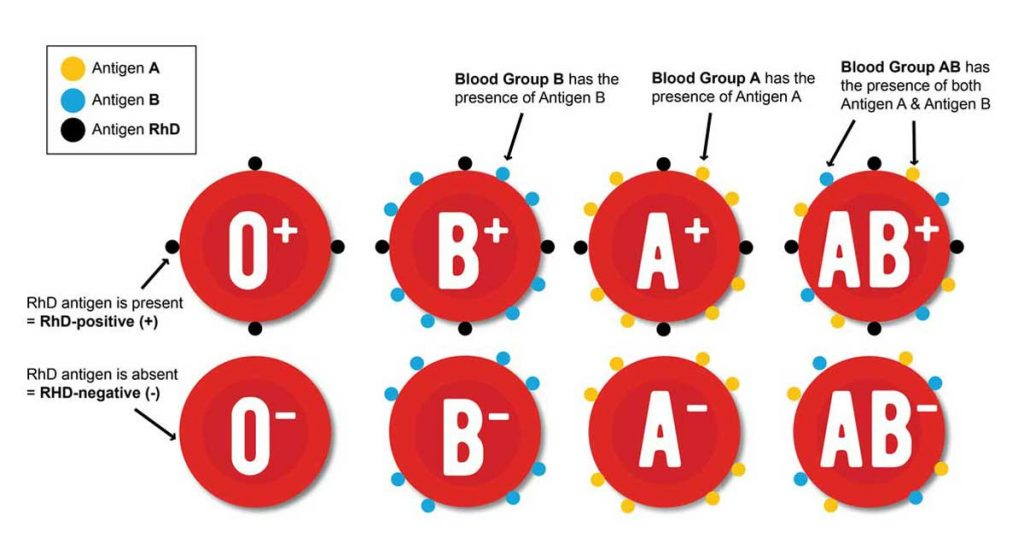 Antigen A
Antigen B
Antigen RhD
Blood Group B has the
presence of Antigen B
Blood Group A has the
presence of Antigen A
Blood Group AB has
the presence of both
Antigen A & Antigen B
O+
B+
A+
AB+
RhD antigen is present
= RhD-positive (+)
RHD antigen is absent
= RHD-negative (-)
O-
B-
A-
AB-